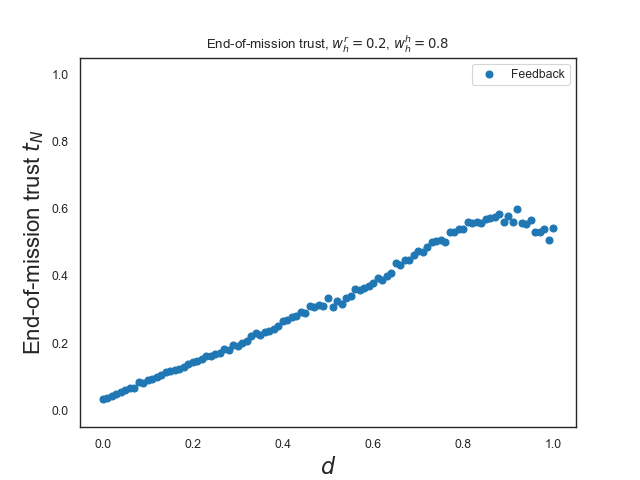 End-of-mission trust, $w_h^r = 0.2$, $w_h^h = 0.8$
Feedback
End-of-mission trust $t_N$
1.0
0.8
0.6
0.4
0.2
0.0
0.0 0.2 0.4 0.6 0.8 1.0
d